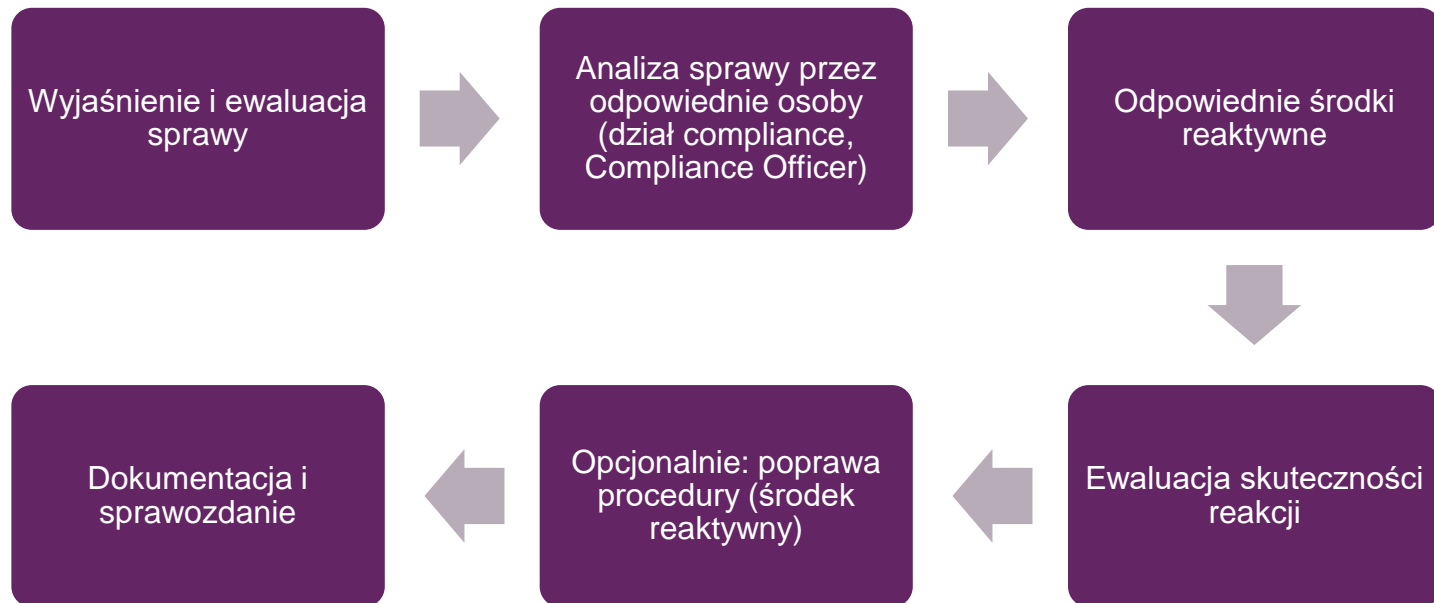 Wyjaśnienie i ewaluacja
sprawy
Analiza sprawy przez
odpowiednie osoby
(dział compliance,
Compliance Officer)
Odpowiednie środki
reaktywne
Ewaluacja skuteczności
reakcji
Opcjonalnie: poprawa
procedury (środek
reaktywny)
Dokumentacja i
sprawozdanie